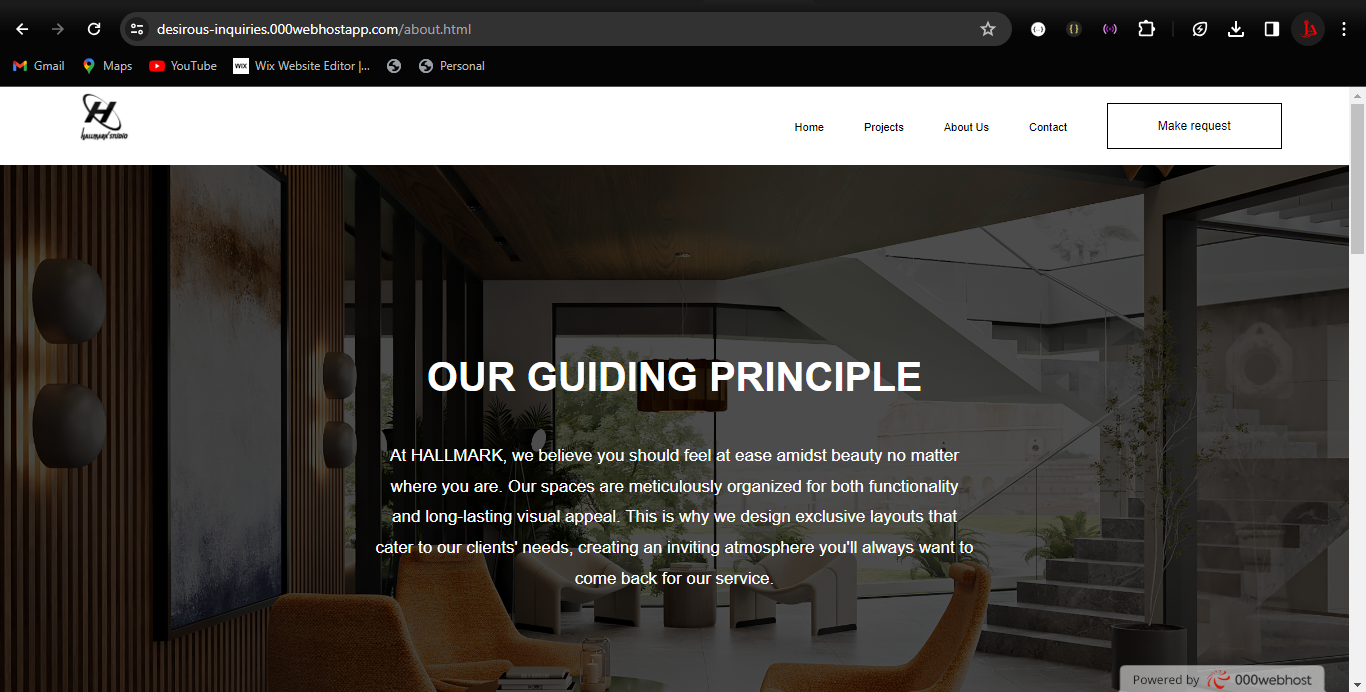 desirous-inquiries.000webhostapp.com/about.html
Gmail Maps YouTube WiX Wix Website Editor |... Personal
H
HALLMARK STUDIO
Home Projects About Us Contact Make request
OUR GUIDING PRINCIPLE
At HALLMARK, we believe you should feel at ease amidst beauty no matter
where you are. Our spaces are meticulously organized for both functionality
and long-lasting visual appeal. This is why we design exclusive layouts that
cater to our clients' needs, creating an inviting atmosphere you'll always want to
come back for our service.
Powered by 000webhost